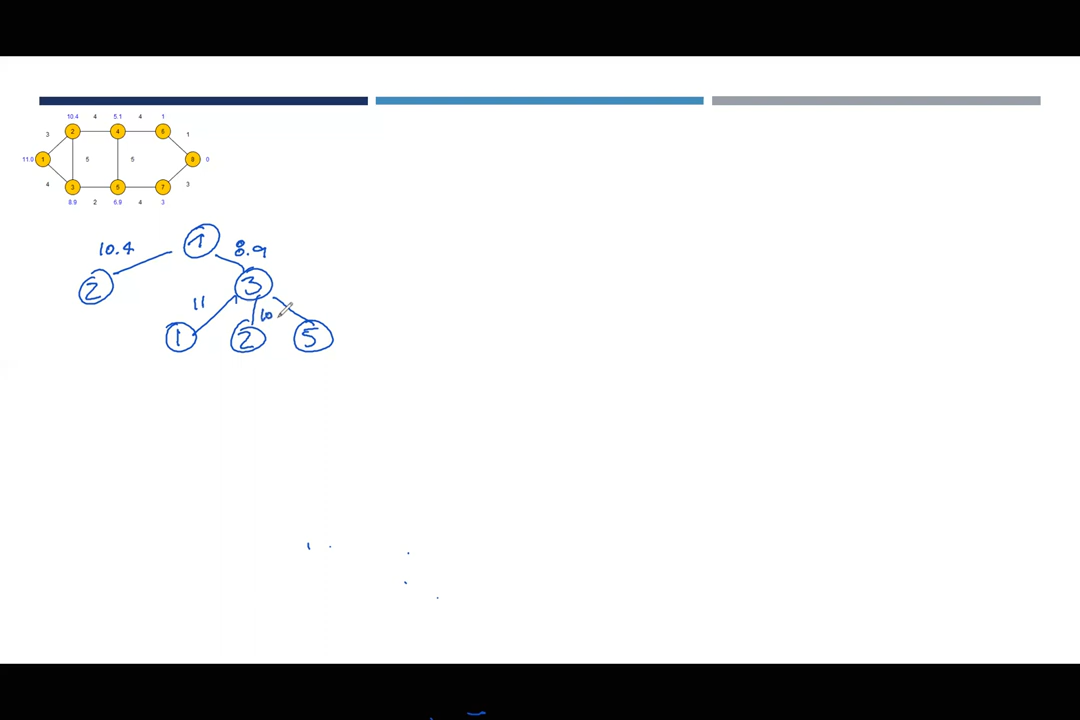 10.4 4 5.1 4 1
2 4 6
3 1
11.0 1 5 5 8 0
4 3
3 5 7
8.9 2 6.9 4 3
1
10.4 8.9
2 3
11 10
1 2 5